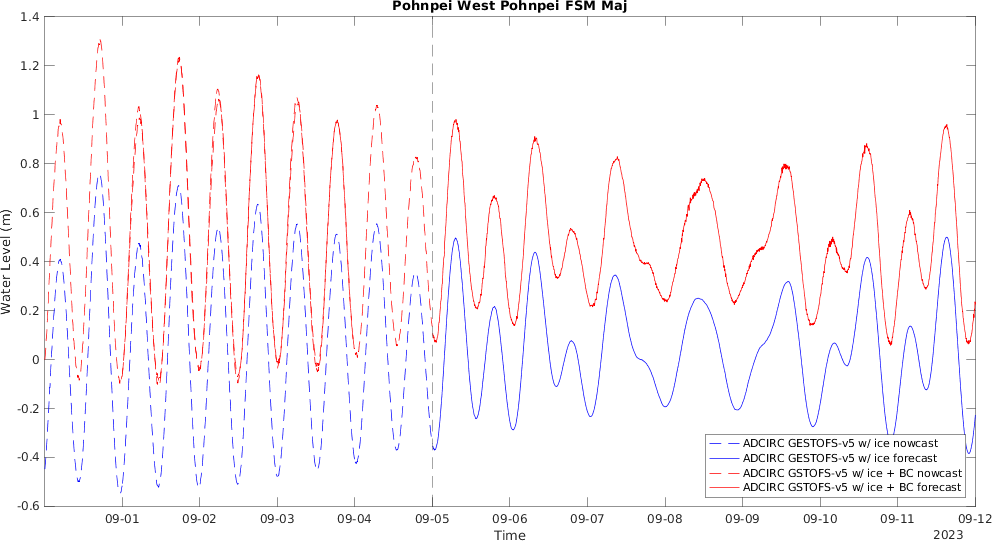 Pohnpei West Pohnpei FSM Maj
1.4
1.2
1
0.8
0.6
0.4
0.2
0
-0.2
-0.4
-0.6
Water Level (m)
ADCIRC GESTOFS-v5 w/ ice nowcast
ADCIRC GESTOFS-v5 w/ ice forecast
ADCIRC GSTOFS-v5 w/ ice + BC nowcast
ADCIRC GSTOFS-v5 w/ ice + BC forecast
09-01 09-02 09-03 09-04 09-05 09-06 09-07 09-08 09-09 09-10 09-11 09-12
Time
2023